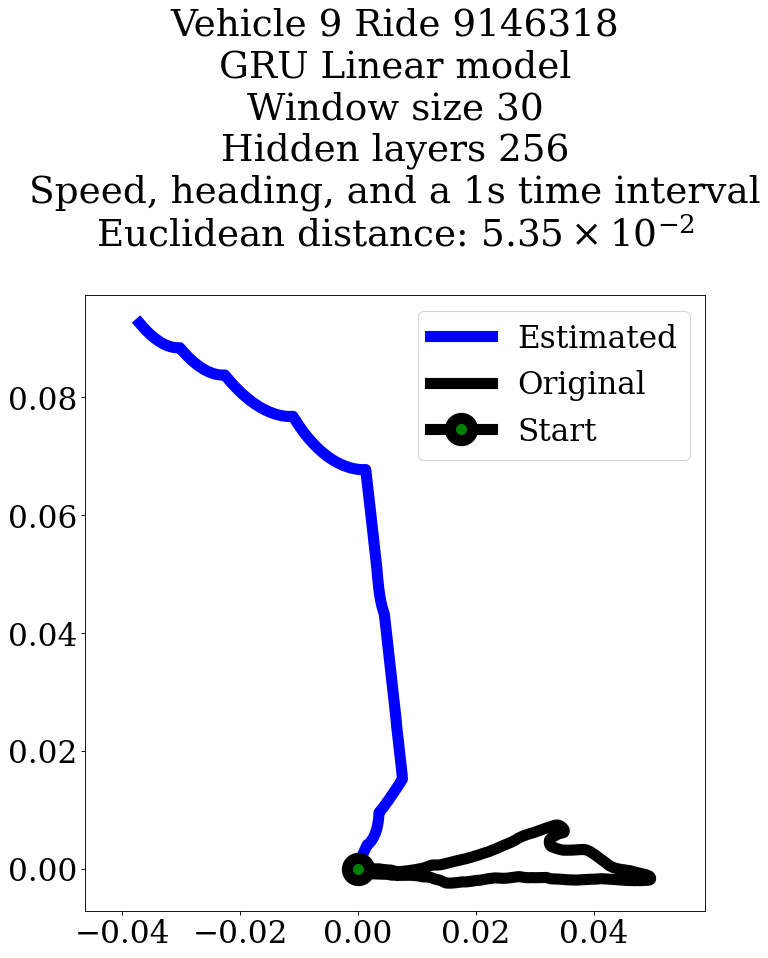 Vehicle 9 Ride 9146318
GRU Linear model
Window size 30
Hidden layers 256
Speed, heading, and a 1s time interval
Euclidean distance: 5.35 × 10⁻²
Estimated
Original
Start
0.08
0.06
0.04
0.02
0.00
−0.04 −0.02 0.00 0.02 0.04